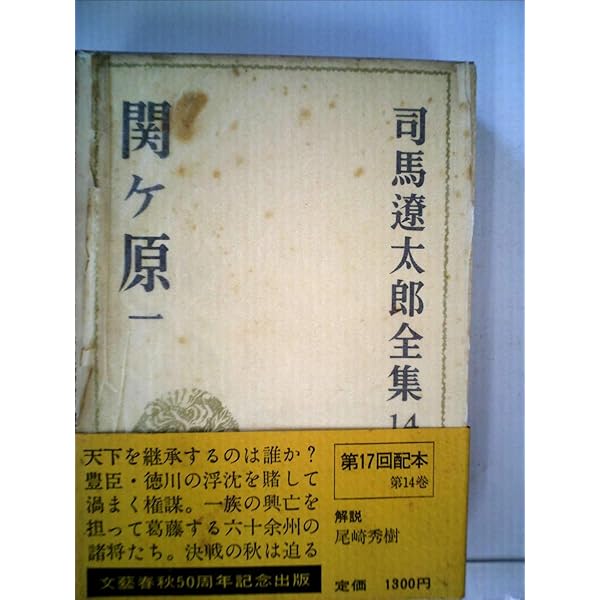 司馬遼太郎全集 14
関ケ原 一
天下を継承するのは誰か？
豊臣・徳川の浮沈を賭して
渦まく権謀。一族の興亡を
担って葛藤する六十余州の
諸将たち。決戦の秋は迫る
文藝春秋50周年記念出版
第17回配本
第14巻
解説
尾崎秀樹
定価 1300円